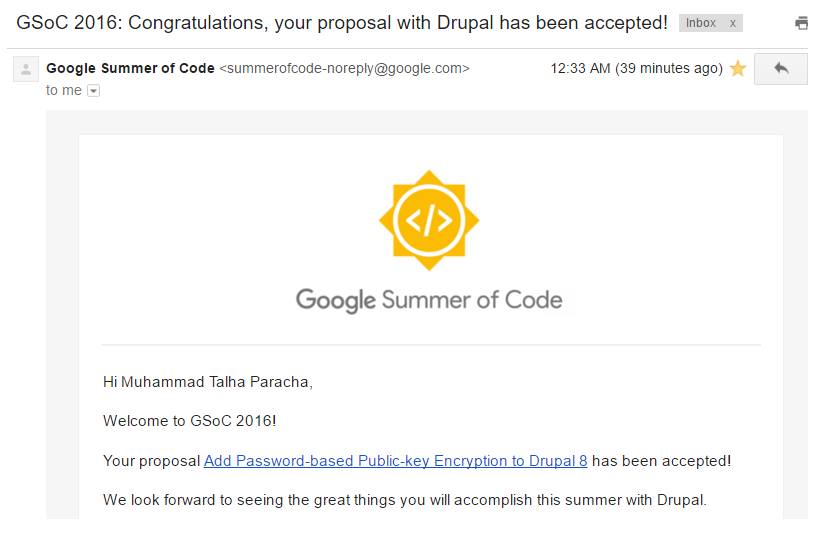 GSoC 2016: Congratulations, your proposal with Drupal has been accepted! Inbox x
Google Summer of Code <summerofcode-noreply@google.com> 12:33 AM (39 minutes ago)
to me
</>
Google Summer of Code
Hi Muhammad Talha Paracha,
Welcome to GSoC 2016!
Your proposal Add Password-based Public-key Encryption to Drupal 8 has been accepted!
We look forward to seeing the great things you will accomplish this summer with Drupal.